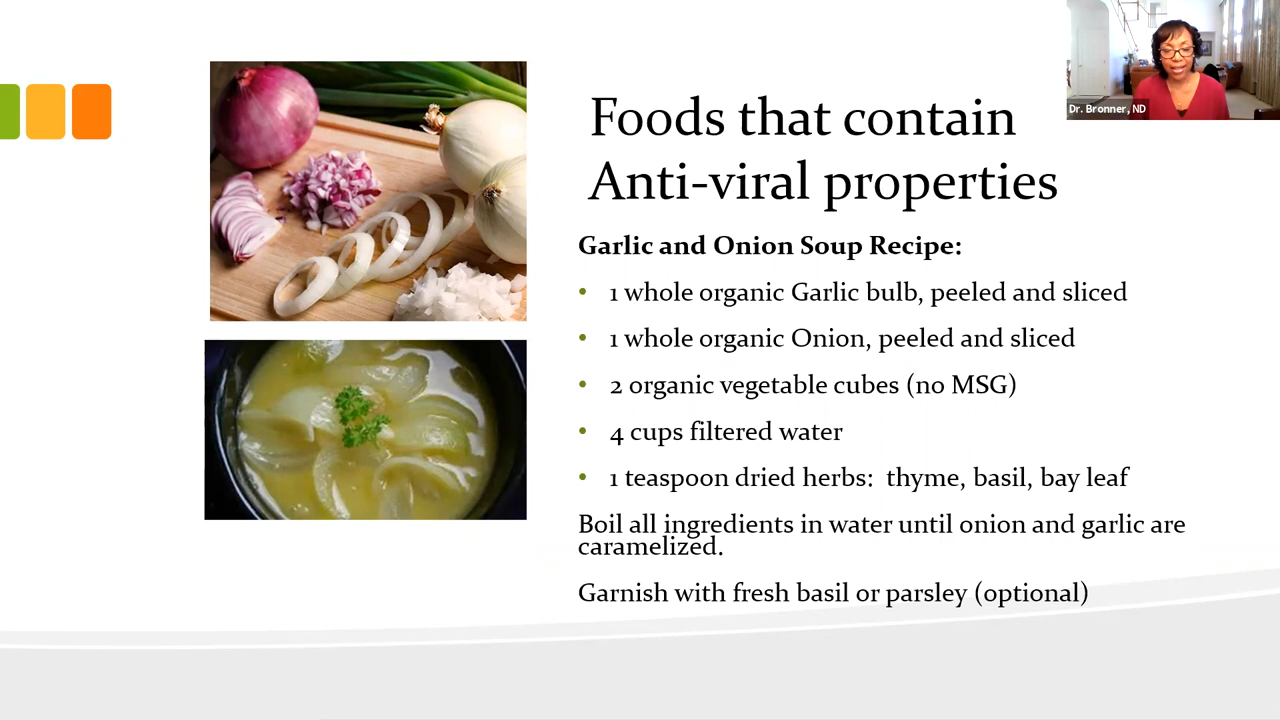 Dr. Bronner, ND
Foods that contain
Anti-viral properties
Garlic and Onion Soup Recipe:
• 1 whole organic Garlic bulb, peeled and sliced
• 1 whole organic Onion, peeled and sliced
• 2 organic vegetable cubes (no MSG)
• 4 cups filtered water
• 1 teaspoon dried herbs:  thyme, basil, bay leaf
Boil all ingredients in water until onion and garlic are
caramelized.
Garnish with fresh basil or parsley (optional)